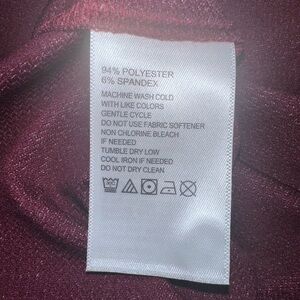 94% POLYESTER
6% SPANDEX
MACHINE WASH COLD
WITH LIKE COLORS
GENTLE CYCLE
DO NOT USE FABRIC SOFTENER
NON CHLORINE BLEACH
IF NEEDED
TUMBLE DRY LOW
COOL IRON IF NEEDED
DO NOT DRY CLEAN